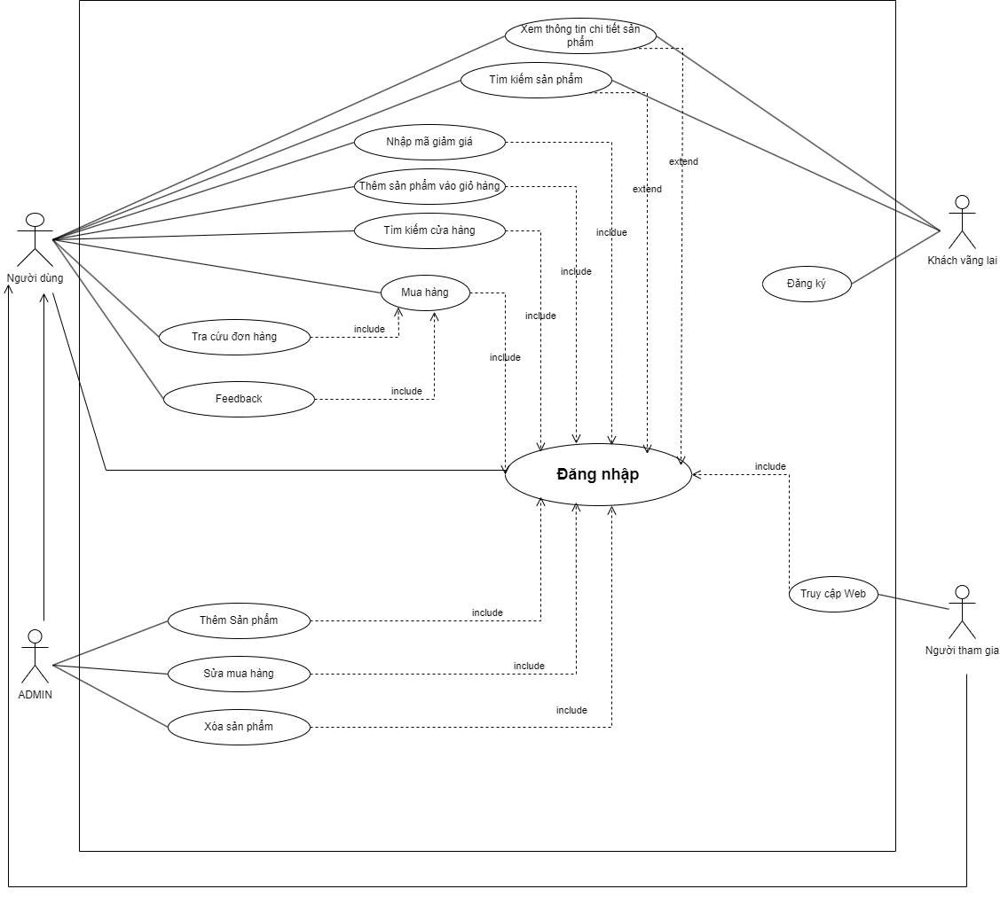 Xem thông tin chi tiết sản
phẩm
Tìm kiếm sản phẩm
Nhập mã giảm giá
extend
Thêm sản phẩm vào giỏ hàng
extend
Tìm kiếm cửa hàng
incldue
Khách vãng lai
Người dùng
include
Đăng ký
Mua hàng
include
Tra cứu đơn hàng
include
include
Feedback
include
Đăng nhập
include
Truy cập Web
Thêm Sản phẩm
include
Người tham gia
Sửa mua hàng
include
ADMIN
Xóa sản phẩm
include